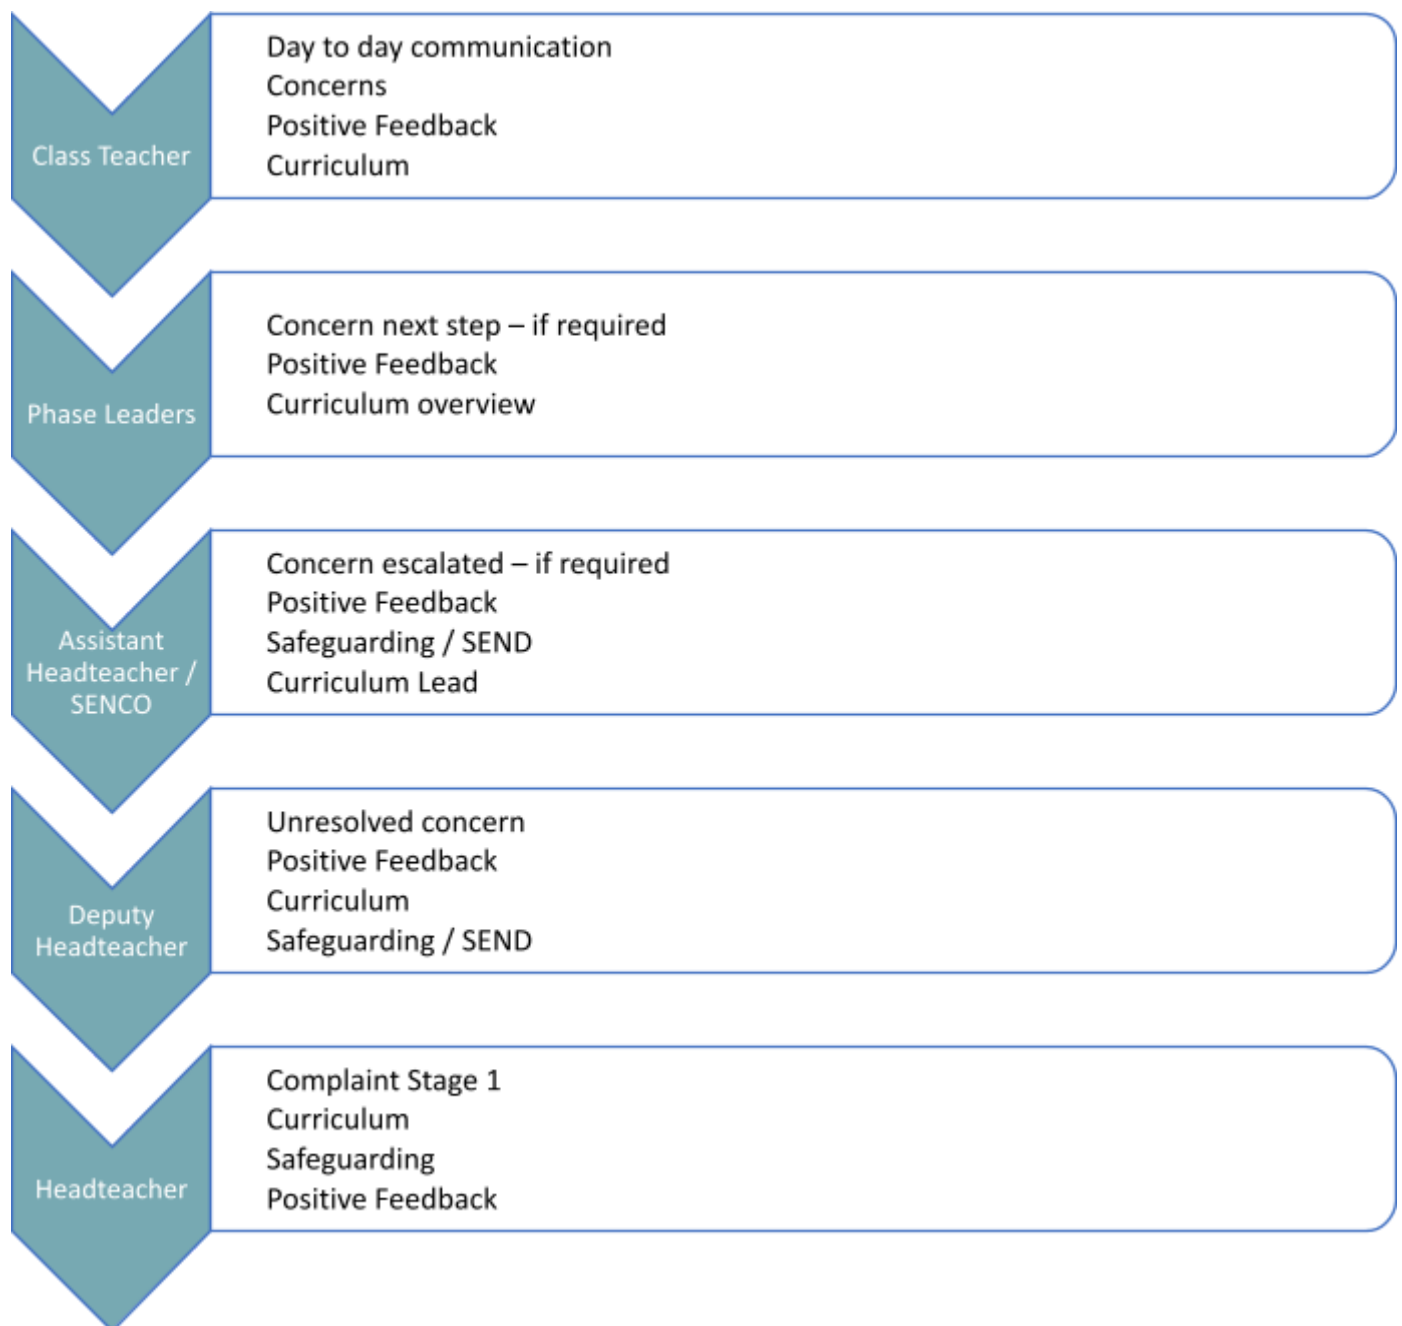 Class Teacher
Day to day communication
Concerns
Positive Feedback
Curriculum
Phase Leaders
Concern next step – if required
Positive Feedback
Curriculum overview
Assistant
Headteacher /
SENCO
Concern escalated – if required
Positive Feedback
Safeguarding / SEND
Curriculum Lead
Deputy
Headteacher
Unresolved concern
Positive Feedback
Curriculum
Safeguarding / SEND
Headteacher
Complaint Stage 1
Curriculum
Safeguarding
Positive Feedback